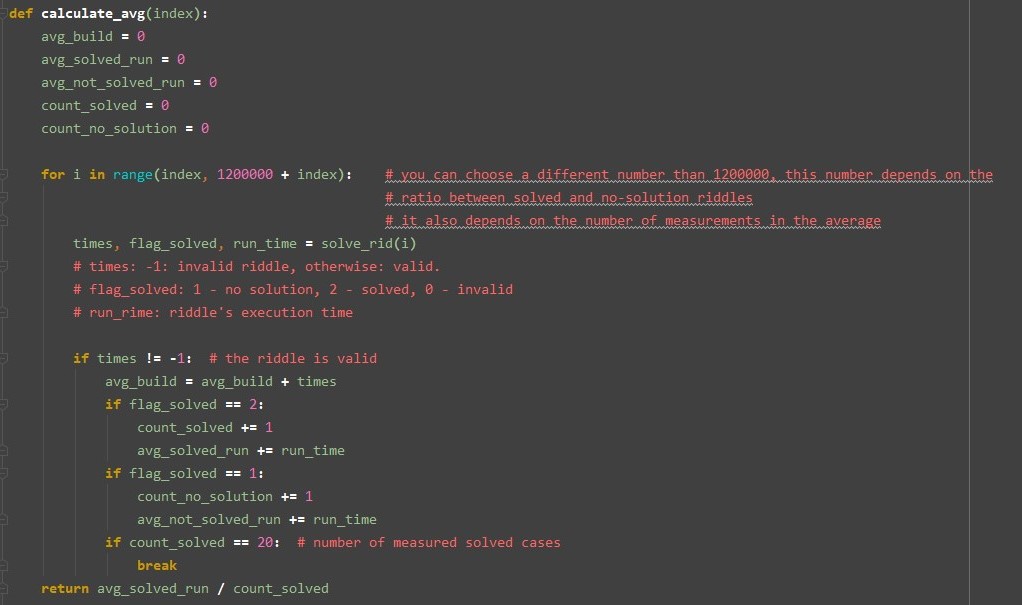 def calculate_avg(index):
    avg_build = 0
    avg_solved_run = 0
    avg_not_solved_run = 0
    count_solved = 0
    count_no_solution = 0

    for i in range(index, 1200000 + index):    # you can choose a different number than 1200000, this number depends on the
                                               # ratio between solved and no-solution riddles
                                               # it also depends on the number of measurements in the average
        times, flag_solved, run_time = solve_rid(i)
        # times: -1: invalid riddle, otherwise: valid.
        # flag_solved: 1 - no solution, 2 - solved, 0 - invalid
        # run_rime: riddle's execution time

        if times != -1:  # the riddle is valid
            avg_build = avg_build + times
            if flag_solved == 2:
                count_solved += 1
                avg_solved_run += run_time
            if flag_solved == 1:
                count_no_solution += 1
                avg_not_solved_run += run_time
            if count_solved == 20:  # number of measured solved cases
                break
    return avg_solved_run / count_solved